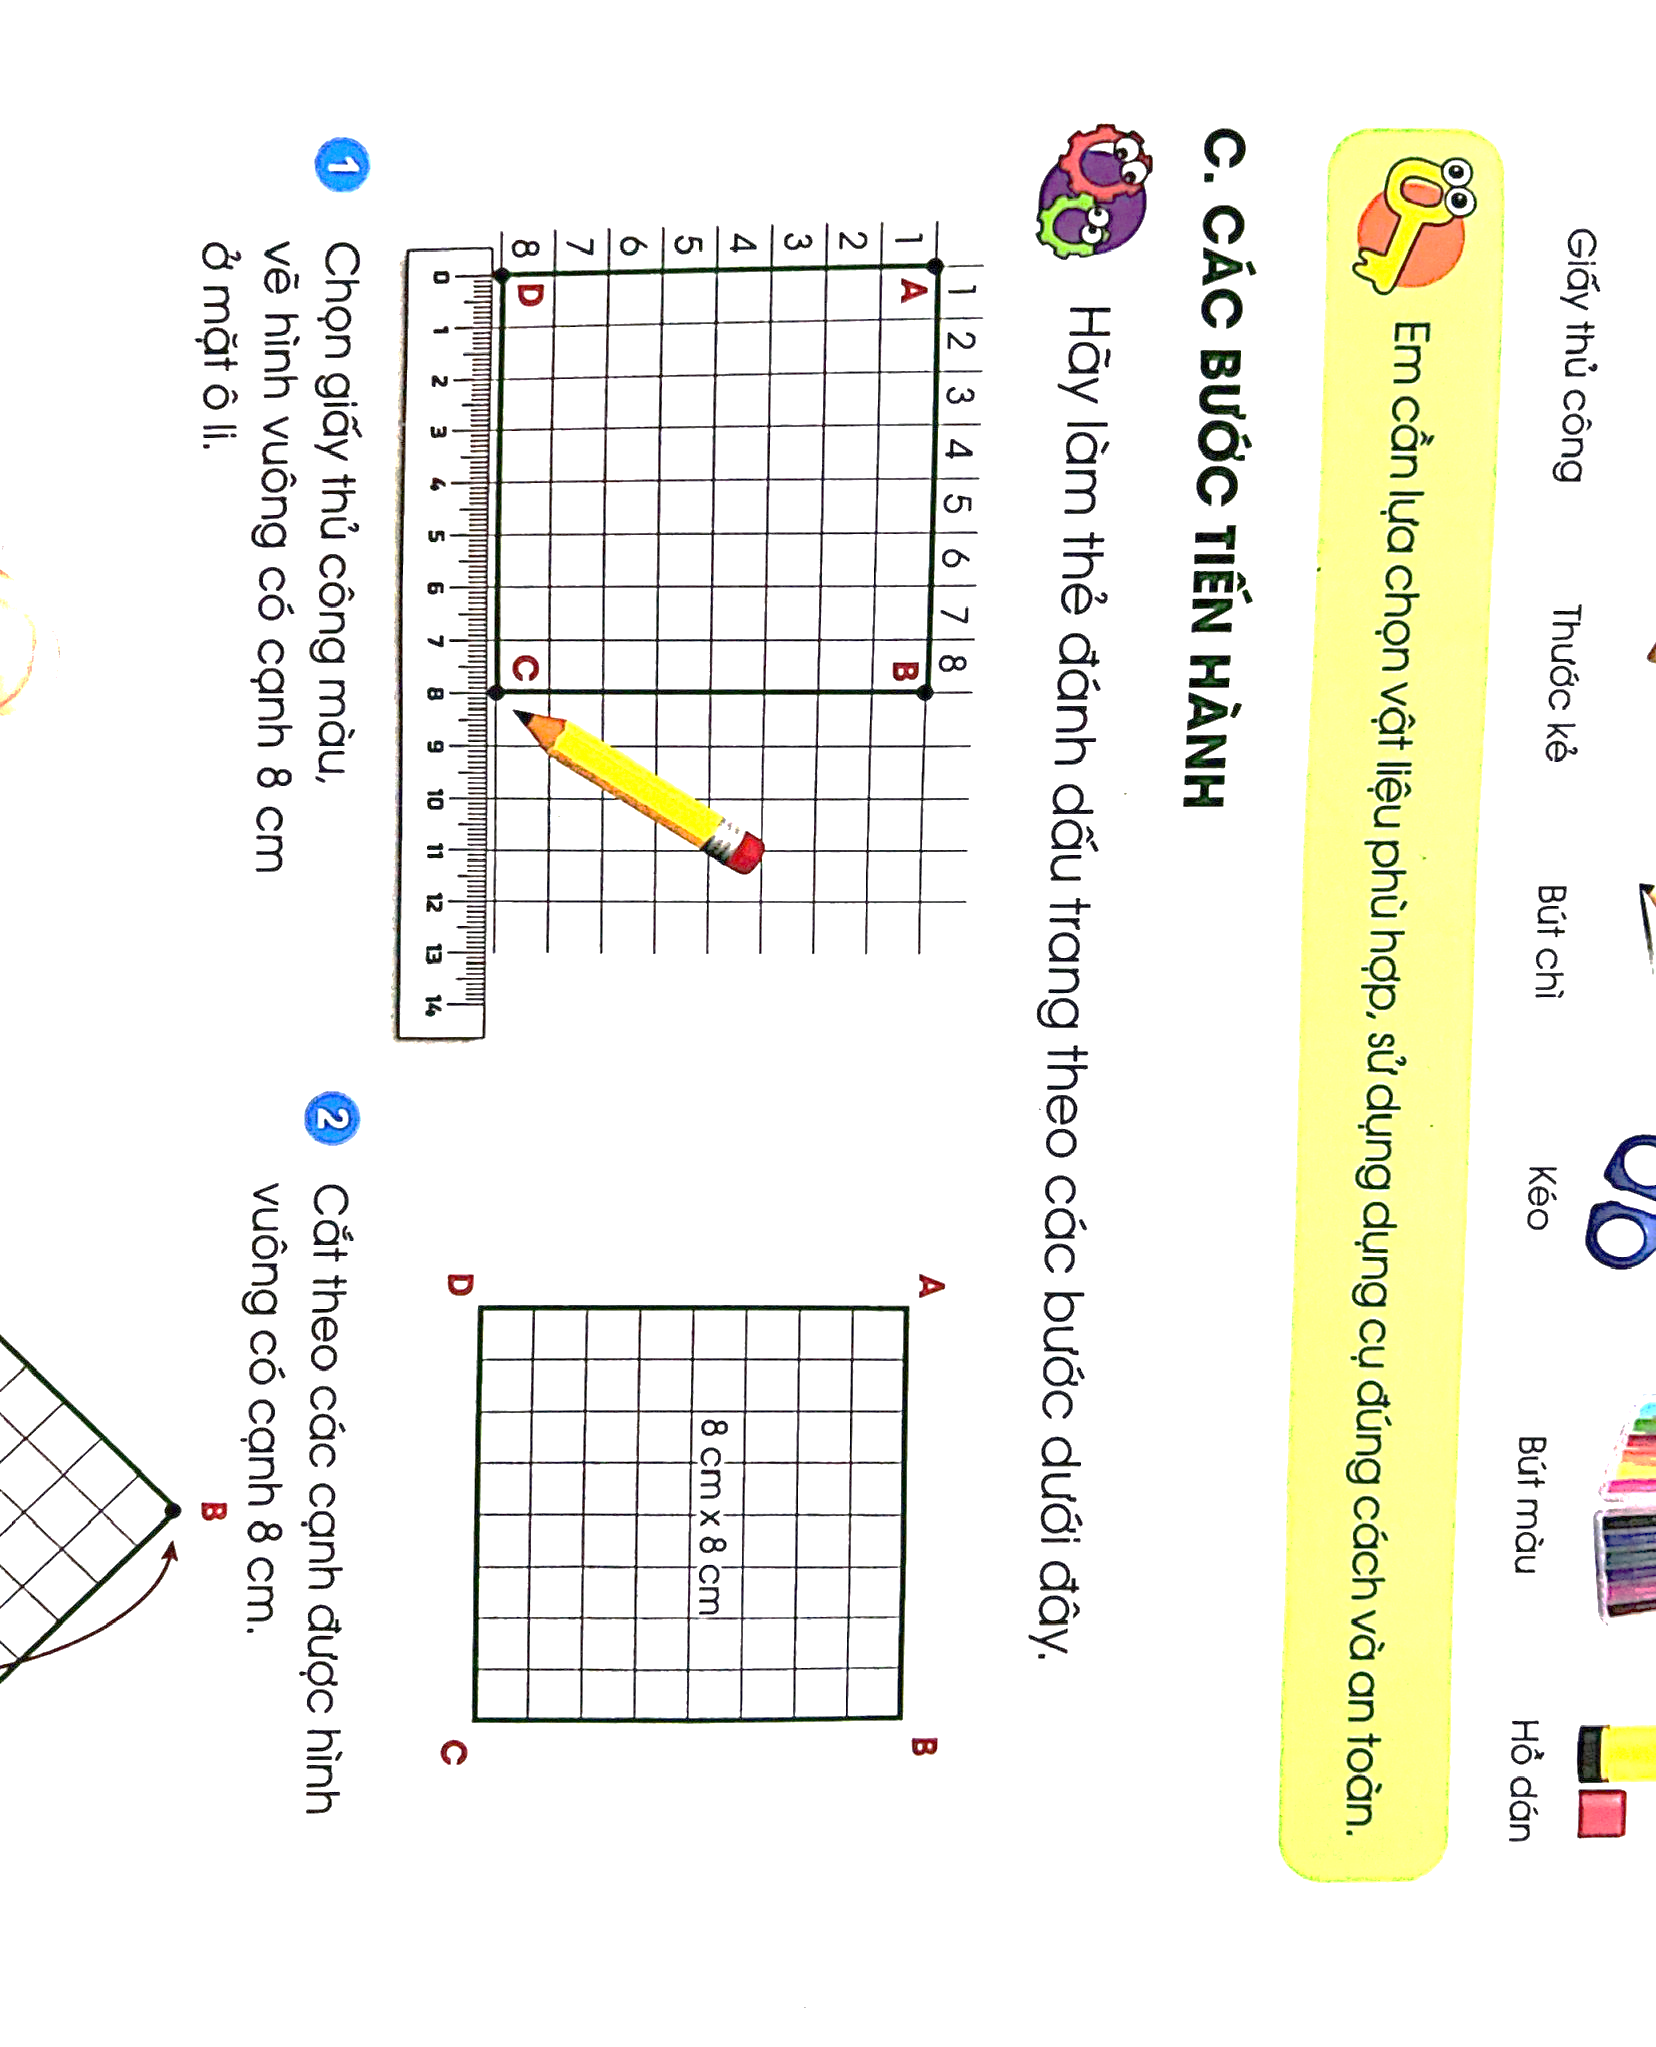 Giấy thủ công
Thước kẻ
Bút chì
Kéo
Bút màu
Hồ dán
Em cần lựa chọn vật liệu phù hợp, sử dụng dụng cụ đúng cách và an toàn.
C. CÁC BƯỚC TIẾN HÀNH
Hãy làm thẻ đánh dấu trang theo các bước dưới đây.
1 2 3 4 5 6 7 8
A B
1
2
3
4
5
6
7
8
D C
0 1 2 3 4 5 6 7 8 9 10 11 12 13 14
1 Chọn giấy thủ công màu,
vẽ hình vuông có cạnh 8 cm
ở mặt ô li.
A B
8 cm x 8 cm
D C
2 Cắt theo các cạnh được hình
vuông có cạnh 8 cm.
B